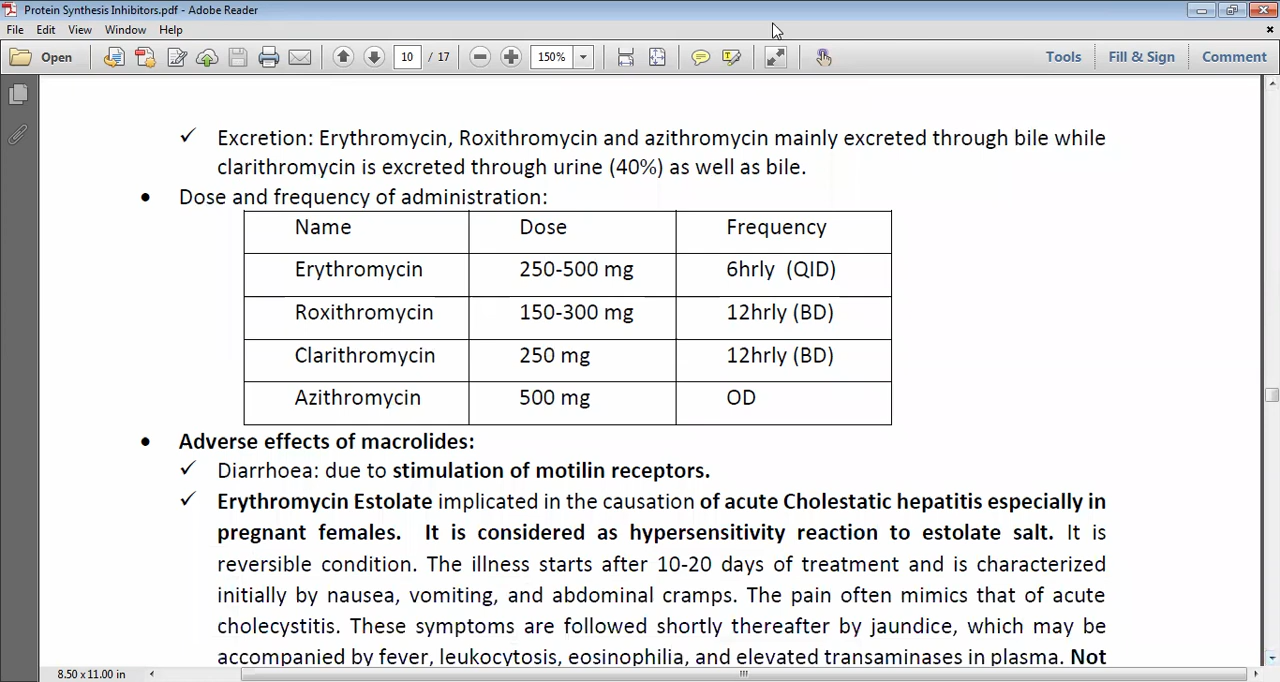 Protein Synthesis Inhibitors.pdf - Adobe Reader
File Edit View Window Help
Open 10 / 17 150% Tools Fill & Sign Comment
✓ Excretion: Erythromycin, Roxithromycin and azithromycin mainly excreted through bile while
clarithromycin is excreted through urine (40%) as well as bile.
• Dose and frequency of administration:
Name Dose Frequency
Erythromycin 250-500 mg 6hrly (QID)
Roxithromycin 150-300 mg 12hrly (BD)
Clarithromycin 250 mg 12hrly (BD)
Azithromycin 500 mg OD
• Adverse effects of macrolides:
✓ Diarrhoea: due to stimulation of motilin receptors.
✓ Erythromycin Estolate implicated in the causation of acute Cholestatic hepatitis especially in
pregnant females. It is considered as hypersensitivity reaction to estolate salt. It is
reversible condition. The illness starts after 10-20 days of treatment and is characterized
initially by nausea, vomiting, and abdominal cramps. The pain often mimics that of acute
cholecystitis. These symptoms are followed shortly thereafter by jaundice, which may be
accompanied by fever, leukocytosis, eosinophilia, and elevated transaminases in plasma. Not
8.50 x 11.00 in